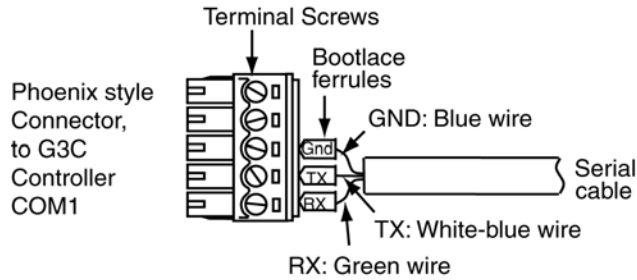 Terminal Screws
Bootlace
ferrules
Phoenix style
Connector,
to G3C
Controller
COM1
GND: Blue wire
Gnd
TX
RX
Serial
cable
TX: White-blue wire
RX: Green wire